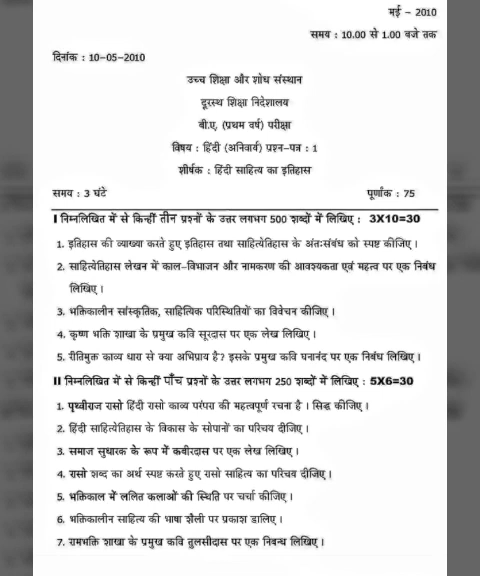 मई - 2010
समय : 10.00 से 1.00 बजे तक
दिनांक : 10-05-2010
उच्च शिक्षा और शोध संस्थान
दूरस्थ शिक्षा निदेशालय
बी.ए. (प्रथम वर्ष) परीक्षा
विषय : हिंदी (अनिवार्य) प्रश्न-पत्र : 1
शीर्षक : हिंदी साहित्य का इतिहास
समय : 3 घंटे पूर्णांक : 75
I निम्नलिखित में से किन्हीं तीन प्रश्नों के उत्तर लगभग 500 शब्दों में लिखिए : 3X10=30
1. इतिहास की व्याख्या करते हुए इतिहास तथा साहित्येतिहास के अंतःसंबंध को स्पष्ट कीजिए।
2. साहित्येतिहास लेखन में काल-विभाजन और नामकरण की आवश्यकता एवं महत्व पर एक निबंध
लिखिए।
3. भक्तिकालीन सांस्कृतिक, साहित्यिक परिस्थितियों का विवेचन कीजिए।
4. कृष्ण भक्ति शाखा के प्रमुख कवि सूरदास पर एक लेख लिखिए।
5. रीतिमुक्त काव्य धारा से क्या अभिप्राय है? इसके प्रमुख कवि घनानंद पर एक निबंध लिखिए।
II निम्नलिखित में से किन्हीं पाँच प्रश्नों के उत्तर लगभग 250 शब्दों में लिखिए : 5X6=30
1. पृथ्वीराज रासो हिंदी रासो काव्य परंपरा की महत्वपूर्ण रचना है। सिद्ध कीजिए।
2. हिंदी साहित्येतिहास के विकास के सोपानों का परिचय दीजिए।
3. समाज सुधारक के रूप में कबीरदास पर एक लेख लिखिए।
4. रासो शब्द का अर्थ स्पष्ट करते हुए रासो साहित्य का परिचय दीजिए।
5. भक्तिकाल में ललित कलाओं की स्थिति पर चर्चा कीजिए।
6. भक्तिकालीन साहित्य की भाषा शैली पर प्रकाश डालिए।
7. रामभक्ति शाखा के प्रमुख कवि तुलसीदास पर एक निबन्ध लिखिए।